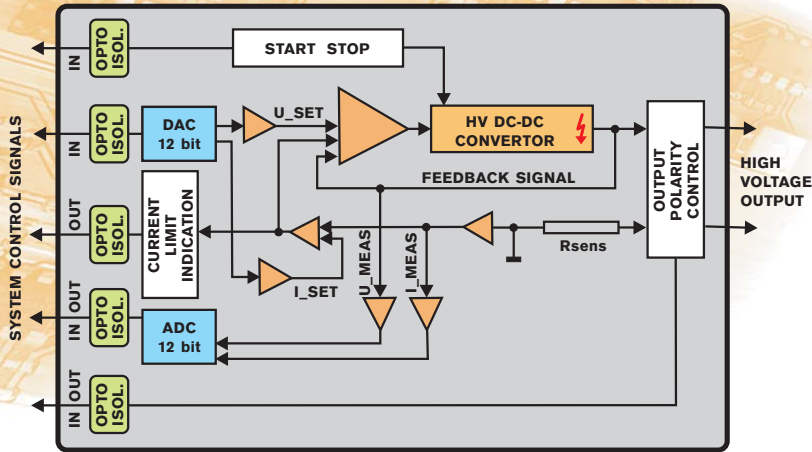 SYSTEM CONTROL SIGNALS
IN
OPTO
ISOL.
START STOP
IN
OPTO
ISOL.
DAC
12 bit
U_SET
HV DC-DC
CONVERTOR
FEEDBACK SIGNAL
OUTPUT
POLARITY
CONTROL
HIGH
VOLTAGE
OUTPUT
OUT
OPTO
ISOL.
CURRENT
LIMIT
INDICATION
I_SET
U_MEAS
I_MEAS
Rsens
IN OUT
OPTO
ISOL.
ADC
12 bit
IN OUT
OPTO
ISOL.